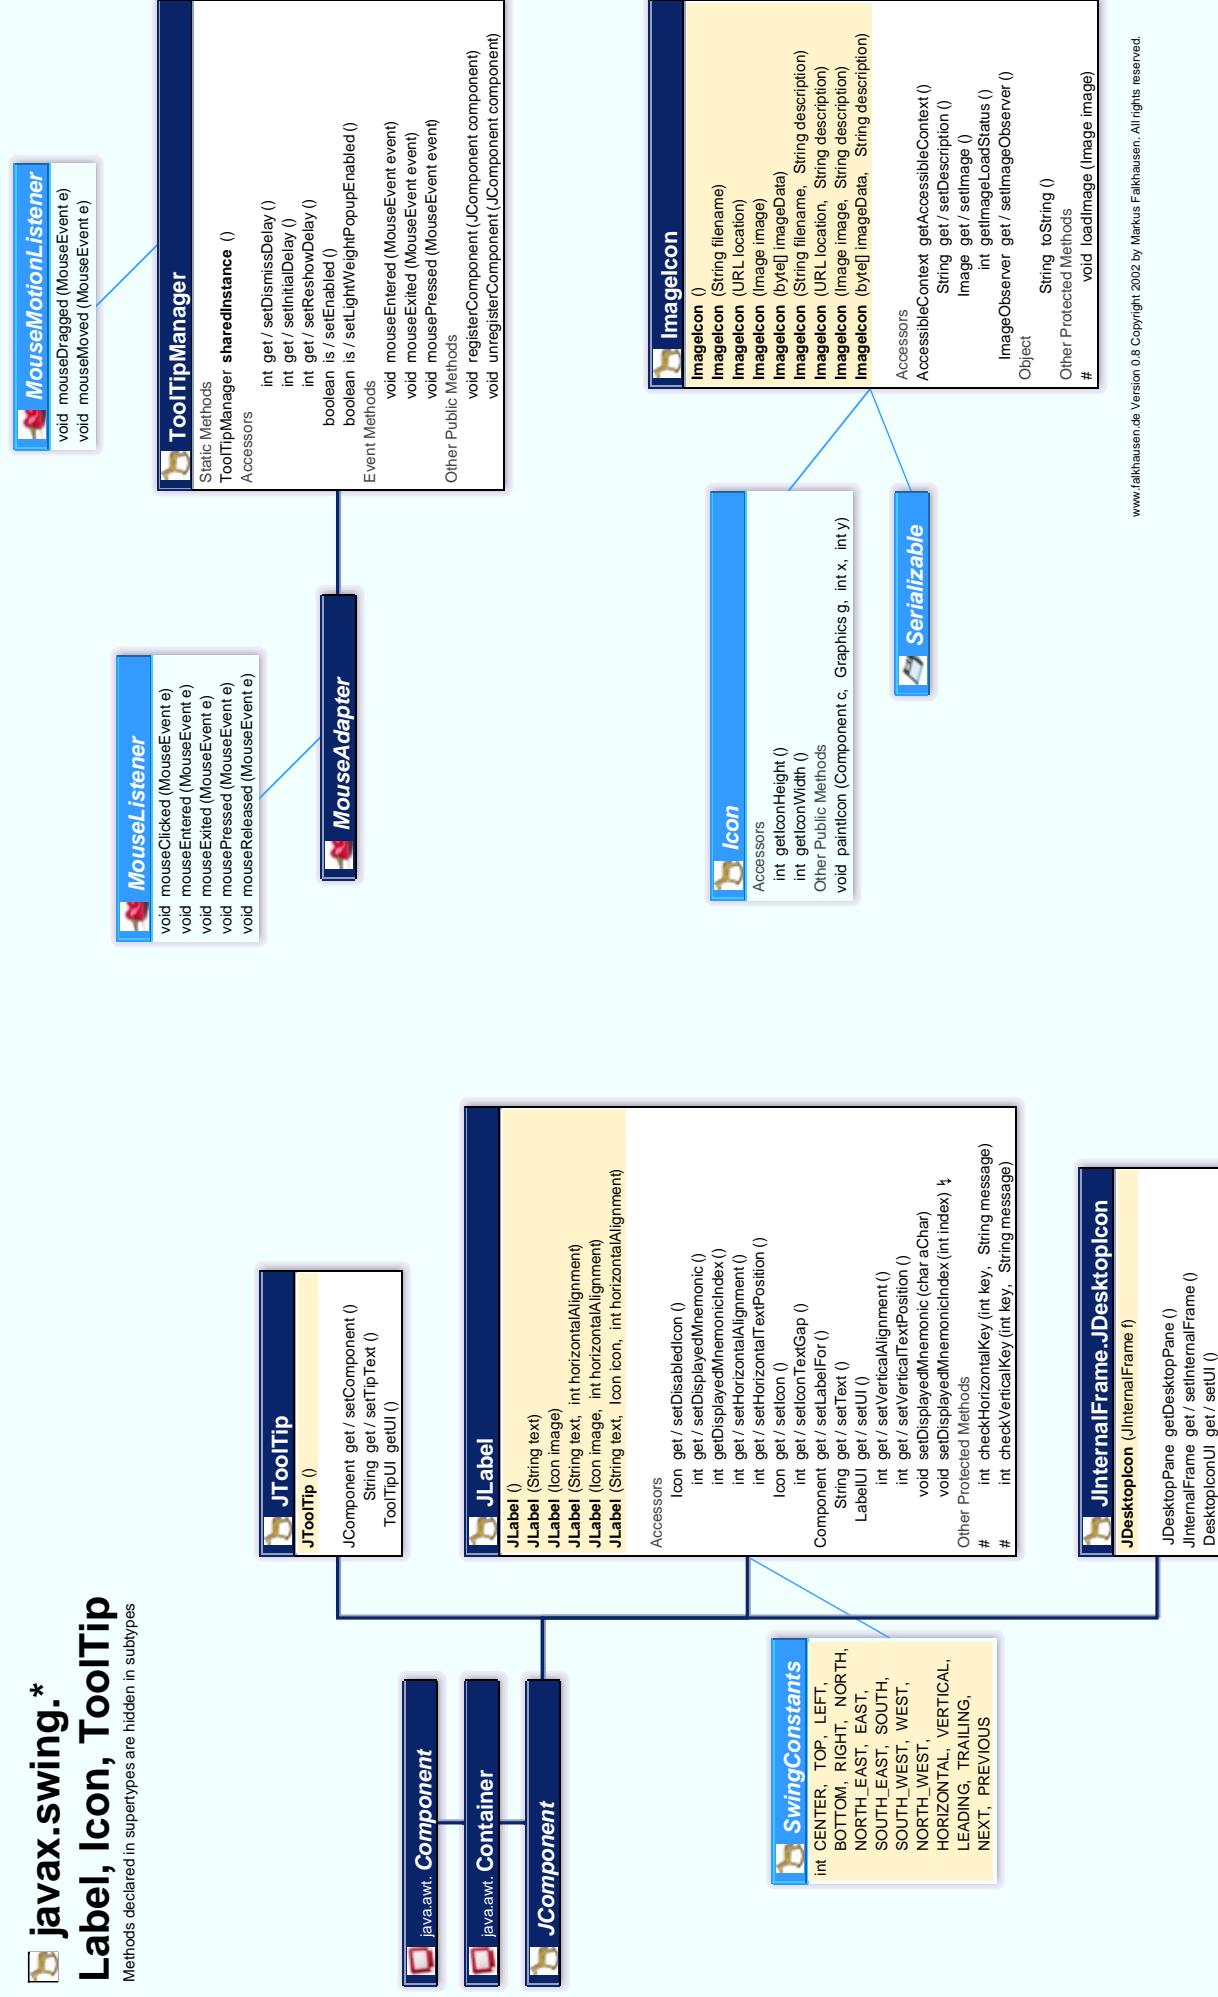 javax.swing.*
Label, Icon, ToolTip
Methods declared in supertypes are hidden in subtypes
java.awt. Component
java.awt. Container
JComponent
SwingConstants
int CENTER, TOP, LEFT,
BOTTOM, RIGHT, NORTH,
NORTH_EAST, EAST,
SOUTH_EAST, SOUTH,
SOUTH_WEST, WEST,
NORTH_WEST,
HORIZONTAL, VERTICAL,
LEADING, TRAILING,
NEXT, PREVIOUS
JToolTip
JToolTip ()
JComponent get / setComponent ()
String get / setTipText ()
ToolTipUI getUI ()
JLabel
JLabel ()
JLabel (String text)
JLabel (Icon image)
JLabel (String text, int horizontalAlignment)
JLabel (Icon image, int horizontalAlignment)
JLabel (String text, Icon icon, int horizontalAlignment)
Accessors
Icon get / setDisabledIcon ()
int get / setDisplayedMnemonic ()
int getDisplayedMnemonicIndex ()
int get / setHorizontalAlignment ()
int get / setHorizontalTextPosition ()
Icon get / setIcon ()
int get / setIconTextGap ()
Component get / setLabelFor ()
String get / setText ()
LabelUI get / setUI ()
int get / setVerticalAlignment ()
int get / setVerticalTextPosition ()
void setDisplayedMnemonic (char aChar)
void setDisplayedMnemonicIndex (int index) ↯
Other Protected Methods
# int checkHorizontalKey (int key, String message)
# int checkVerticalKey (int key, String message)
JInternalFrame.JDesktopIcon
JDesktopIcon (JInternalFrame f)
JDesktopPane getDesktopPane ()
JInternalFrame get / setInternalFrame ()
DesktopIconUI get / setUI ()
MouseListener
void mouseClicked (MouseEvent e)
void mouseEntered (MouseEvent e)
void mouseExited (MouseEvent e)
void mousePressed (MouseEvent e)
void mouseReleased (MouseEvent e)
MouseAdapter
MouseMotionListener
void mouseDragged (MouseEvent e)
void mouseMoved (MouseEvent e)
ToolTipManager
Static Methods
ToolTipManager sharedInstance ()
Accessors
int get / setDismissDelay ()
int get / setInitialDelay ()
int get / setReshowDelay ()
boolean is / setEnabled ()
boolean is / setLightWeightPopupEnabled ()
Event Methods
void mouseEntered (MouseEvent event)
void mouseExited (MouseEvent event)
void mousePressed (MouseEvent event)
Other Public Methods
void registerComponent (JComponent component)
void unregisterComponent (JComponent component)
Icon
Accessors
int getIconHeight ()
int getIconWidth ()
Other Public Methods
void paintIcon (Component c, Graphics g, int x, int y)
Serializable
ImageIcon
ImageIcon ()
ImageIcon (String filename)
ImageIcon (URL location)
ImageIcon (Image image)
ImageIcon (byte[] imageData)
ImageIcon (String filename, String description)
ImageIcon (URL location, String description)
ImageIcon (Image image, String description)
ImageIcon (byte[] imageData, String description)
Accessors
AccessibleContext getAccessibleContext ()
String get / setDescription ()
Image get / setImage ()
int getImageLoadStatus ()
ImageObserver get / setImageObserver ()
Object
String toString ()
Other Protected Methods
# void loadImage (Image image)
www.falkhausen.de Version 0.8 Copyright 2002 by Markus Falkhausen. All rights reserved.